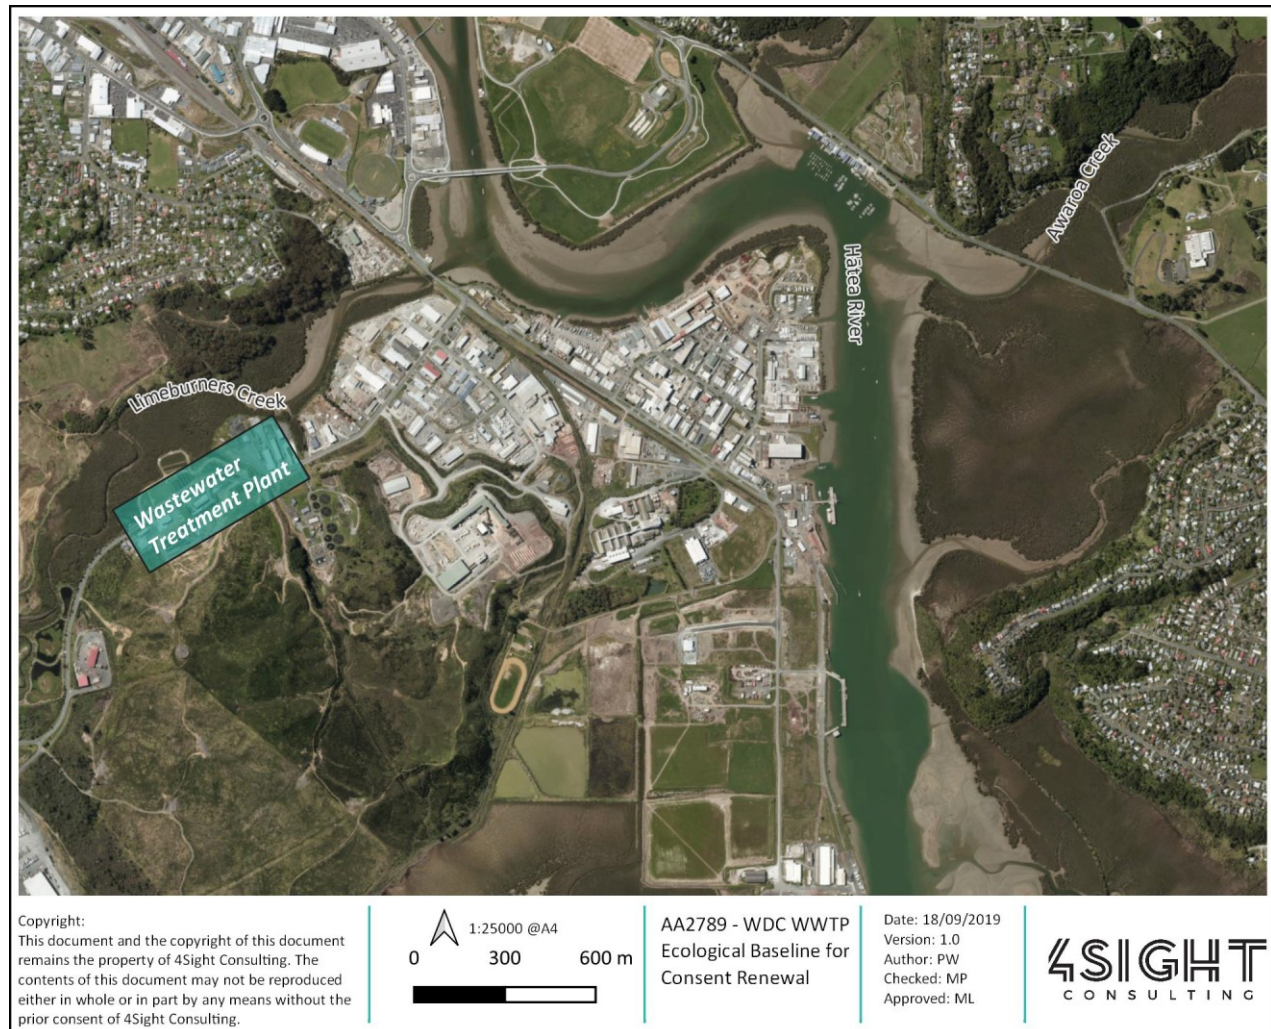 Awaroa Creek
Hātea River
Limeburners Creek
Wastewater
Treatment Plant
Copyright:
This document and the copyright of this document
remains the property of 4Sight Consulting. The
contents of this document may not be reproduced
either in whole or in part by any means without the
prior consent of 4Sight Consulting.
1:25000 @A4
0 300 600 m
AA2789 - WDC WWTP
Ecological Baseline for
Consent Renewal
Date: 18/09/2019
Version: 1.0
Author: PW
Checked: MP
Approved: ML
4SIGHT
CONSULTING